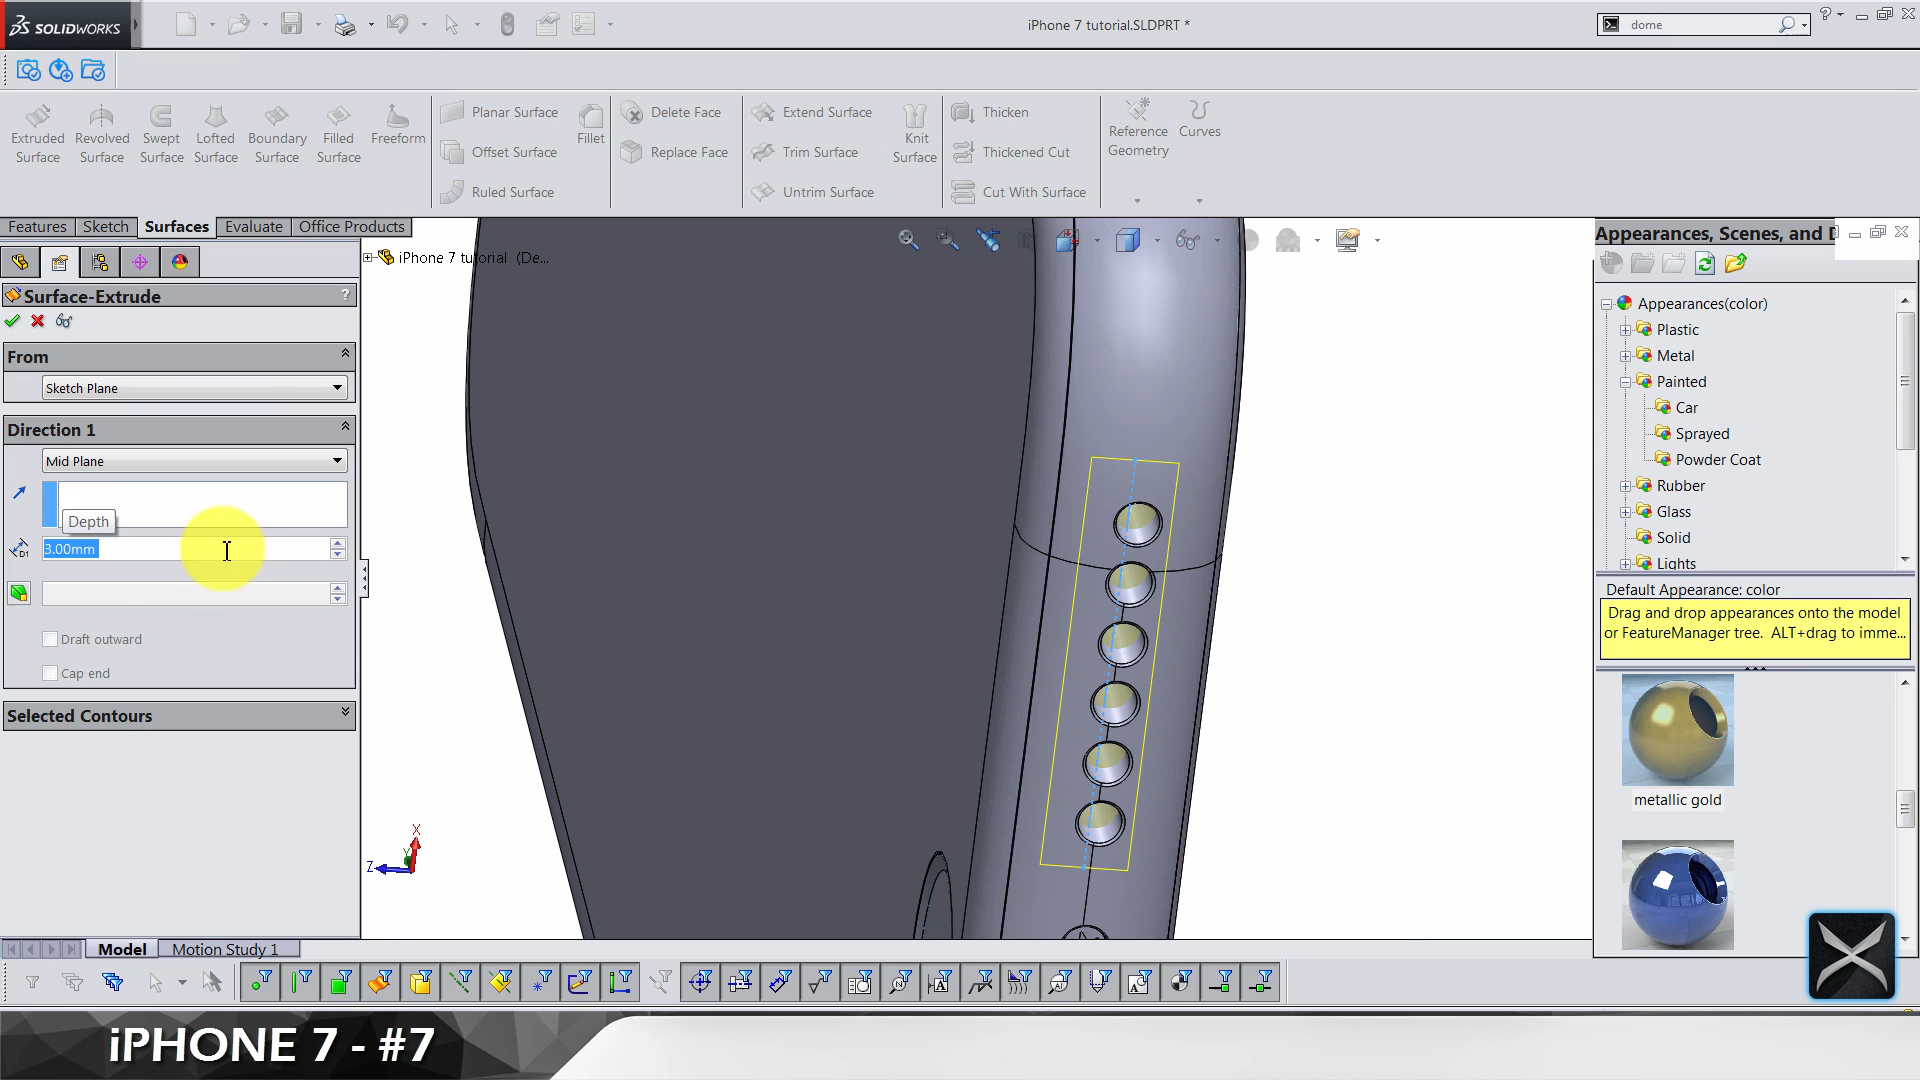 SOLIDWORKS
iPhone 7 tutorial.SLDPRT *
dome
Extruded Surface
Revolved Surface
Swept Surface
Lofted Surface
Boundary Surface
Filled Surface
Freeform
Planar Surface
Offset Surface
Ruled Surface
Fillet
Delete Face
Replace Face
Extend Surface
Trim Surface
Untrim Surface
Knit Surface
Thicken
Thickened Cut
Cut With Surface
Reference Geometry
Curves
Features
Sketch
Surfaces
Evaluate
Office Products
iPhone 7 tutorial (De...
Surface-Extrude
?
From
Sketch Plane
Direction 1
Mid Plane
Depth
D1
3.00mm
Draft outward
Cap end
Selected Contours
X
Y
Z
Appearances, Scenes, and D
Appearances(color)
Plastic
Metal
Painted
Car
Sprayed
Powder Coat
Rubber
Glass
Solid
Lights
Default Appearance: color
Drag and drop appearances onto the model
or FeatureManager tree. ALT+drag to imme...
metallic gold
Model
Motion Study 1
iPHONE 7 - #7